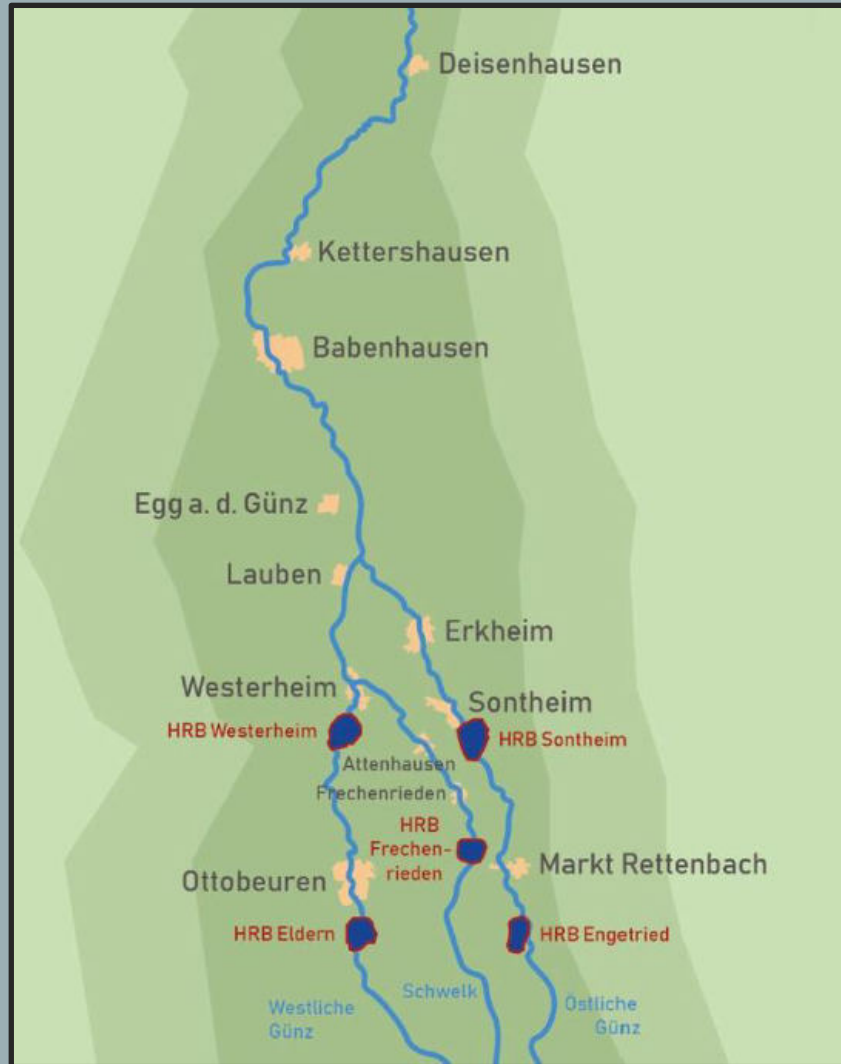 Deisenhausen
Kettershausen
Babenhausen
Egg a. d. Günz
Lauben
Erkheim
Westerheim
Sontheim
HRB Westerheim
HRB Sontheim
Attenhausen
Frechenrieden
HRB
Frechen-
rieden
Markt Rettenbach
Ottobeuren
HRB Eldern
HRB Engetried
Schwelk
Westliche
Günz
Östliche
Günz